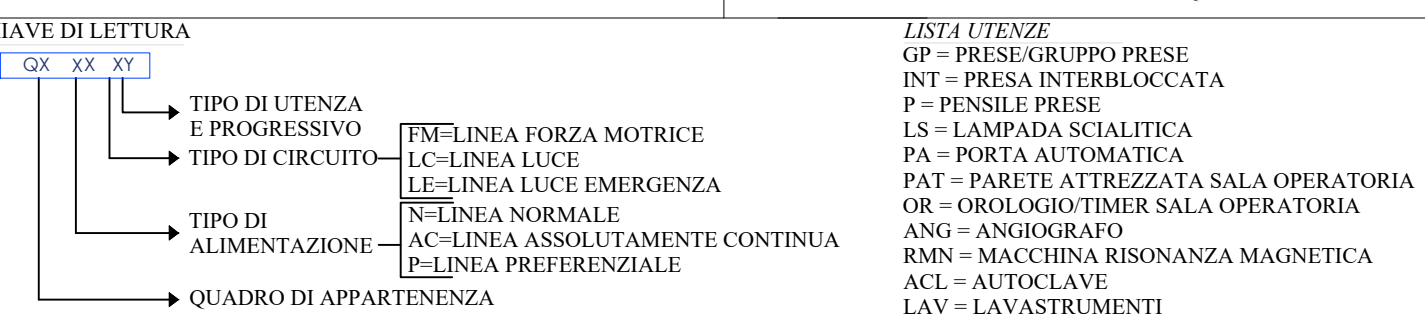 IAVE DI LETTURA
QX XX XY
TIPO DI UTENZA
E PROGRESSIVO
TIPO DI CIRCUITO
FM=LINEA FORZA MOTRICE
LC=LINEA LUCE
LE=LINEA LUCE EMERGENZA
TIPO DI
ALIMENTAZIONE
N=LINEA NORMALE
AC=LINEA ASSOLUTAMENTE CONTINUA
P=LINEA PREFERENZIALE
QUADRO DI APPARTENENZA
LISTA UTENZE
GP = PRESE/GRUPPO PRESE
INT = PRESA INTERBLOCCATA
P = PENSILE PRESE
LS = LAMPADA SCIALITICA
PA = PORTA AUTOMATICA
PAT = PARETE ATTREZZATA SALA OPERATORIA
OR = OROLOGIO/TIMER SALA OPERATORIA
ANG = ANGIOGRAFO
RMN = MACCHINA RISONANZA MAGNETICA
ACL = AUTOCLAVE
LAV = LAVASTRUMENTI